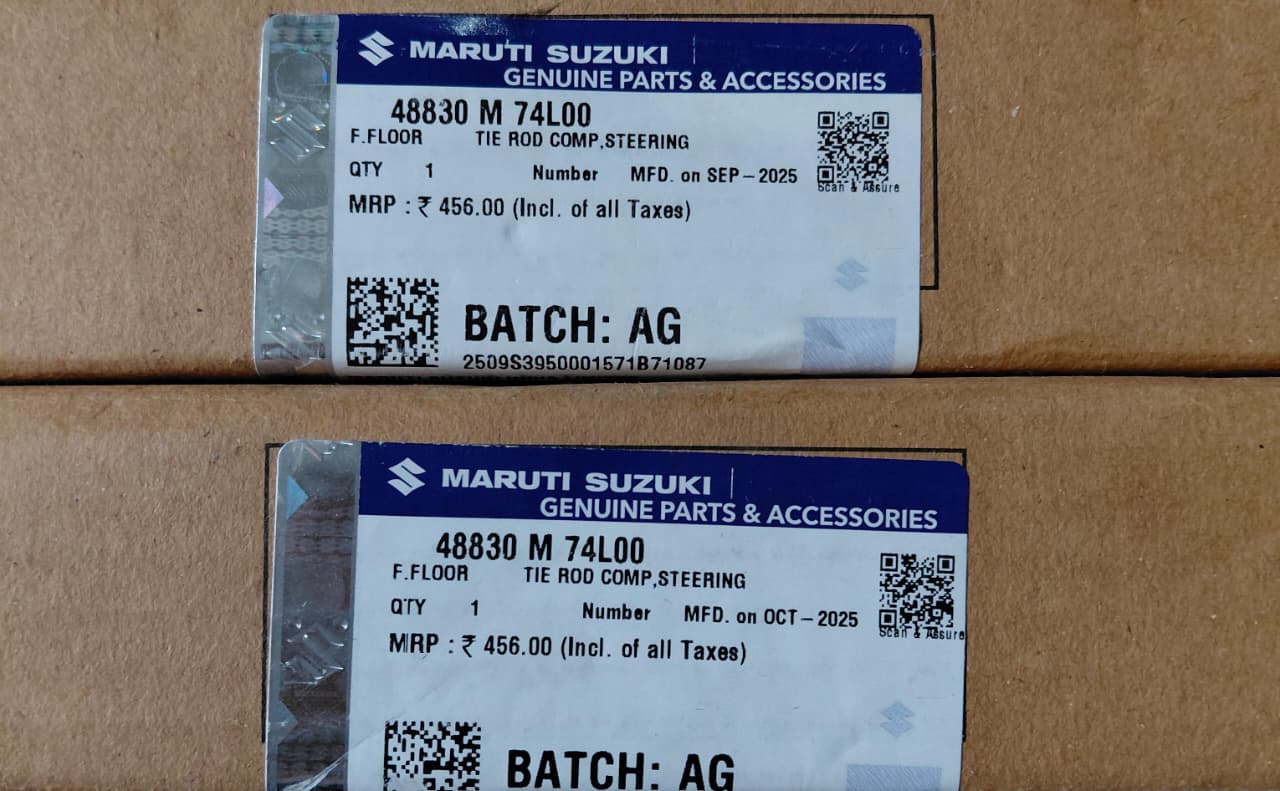 MARUTI SUZUKI
GENUINE PARTS & ACCESSORIES
48830 M 74L00
F.FLOOR TIE ROD COMP,STEERING
QTY 1 Number MFD. on SEP-2025
Scan & Assure
MRP : ₹ 456.00 (Incl. of all Taxes)
BATCH: AG
2509S3950001571B71087
MARUTI SUZUKI
GENUINE PARTS & ACCESSORIES
48830 M 74L00
F.FLOOR TIE ROD COMP,STEERING
QTY 1 Number MFD. on OCT-2025
Scan & Assure
MRP : ₹ 456.00 (Incl. of all Taxes)
BATCH: AG